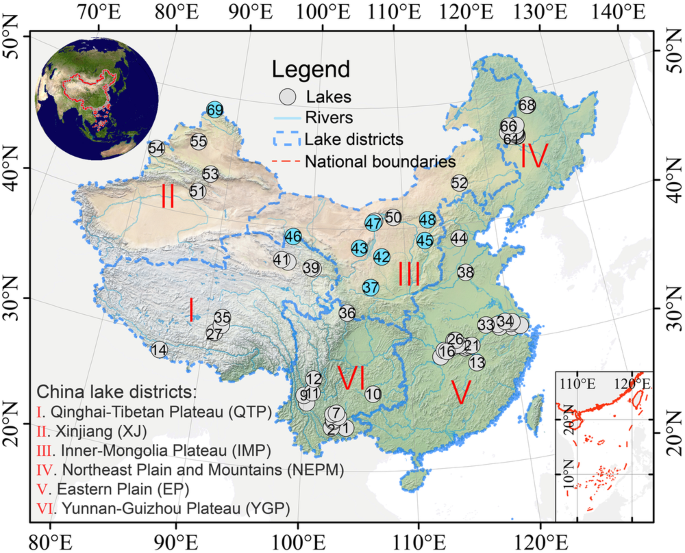 80°E 90°E 100°E 110°E 120°E 130°E 140°E
50°N
50°N
40°N
40°N
30°N
30°N
20°N
20°N
Legend
Lakes
Rivers
Lake districts
National boundaries
69
68
66
64
IV
55
54
53
51
II
52
50
47
48
46
45
44
43
42
41
39
38
III
37
36
35
I
27
34
33
26
21
16
14
13
12
11
9
10
VI
V
7
2
1
China lake districts:
I. Qinghai-Tibetan Plateau (QTP)
II. Xinjiang (XJ)
III. Inner-Mongolia Plateau (IMP)
IV. Northeast Plain and Mountains (NEPM)
V. Eastern Plain (EP)
VI. Yunnan-Guizhou Plateau (YGP)
110°E 120°E
20°N
10°N
80°E 90°E 100°E 110°E 120°E